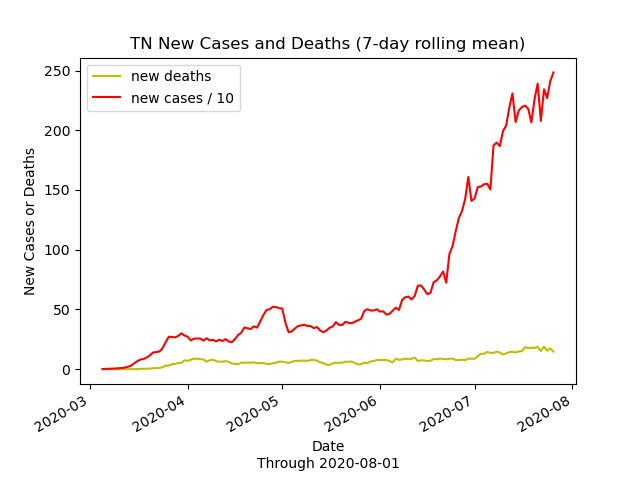 TN New Cases and Deaths (7-day rolling mean)
new deaths
new cases / 10
250
200
150
100
50
0
New Cases or Deaths
2020-03
2020-04
2020-05
2020-06
2020-07
2020-08
Date
Through 2020-08-01